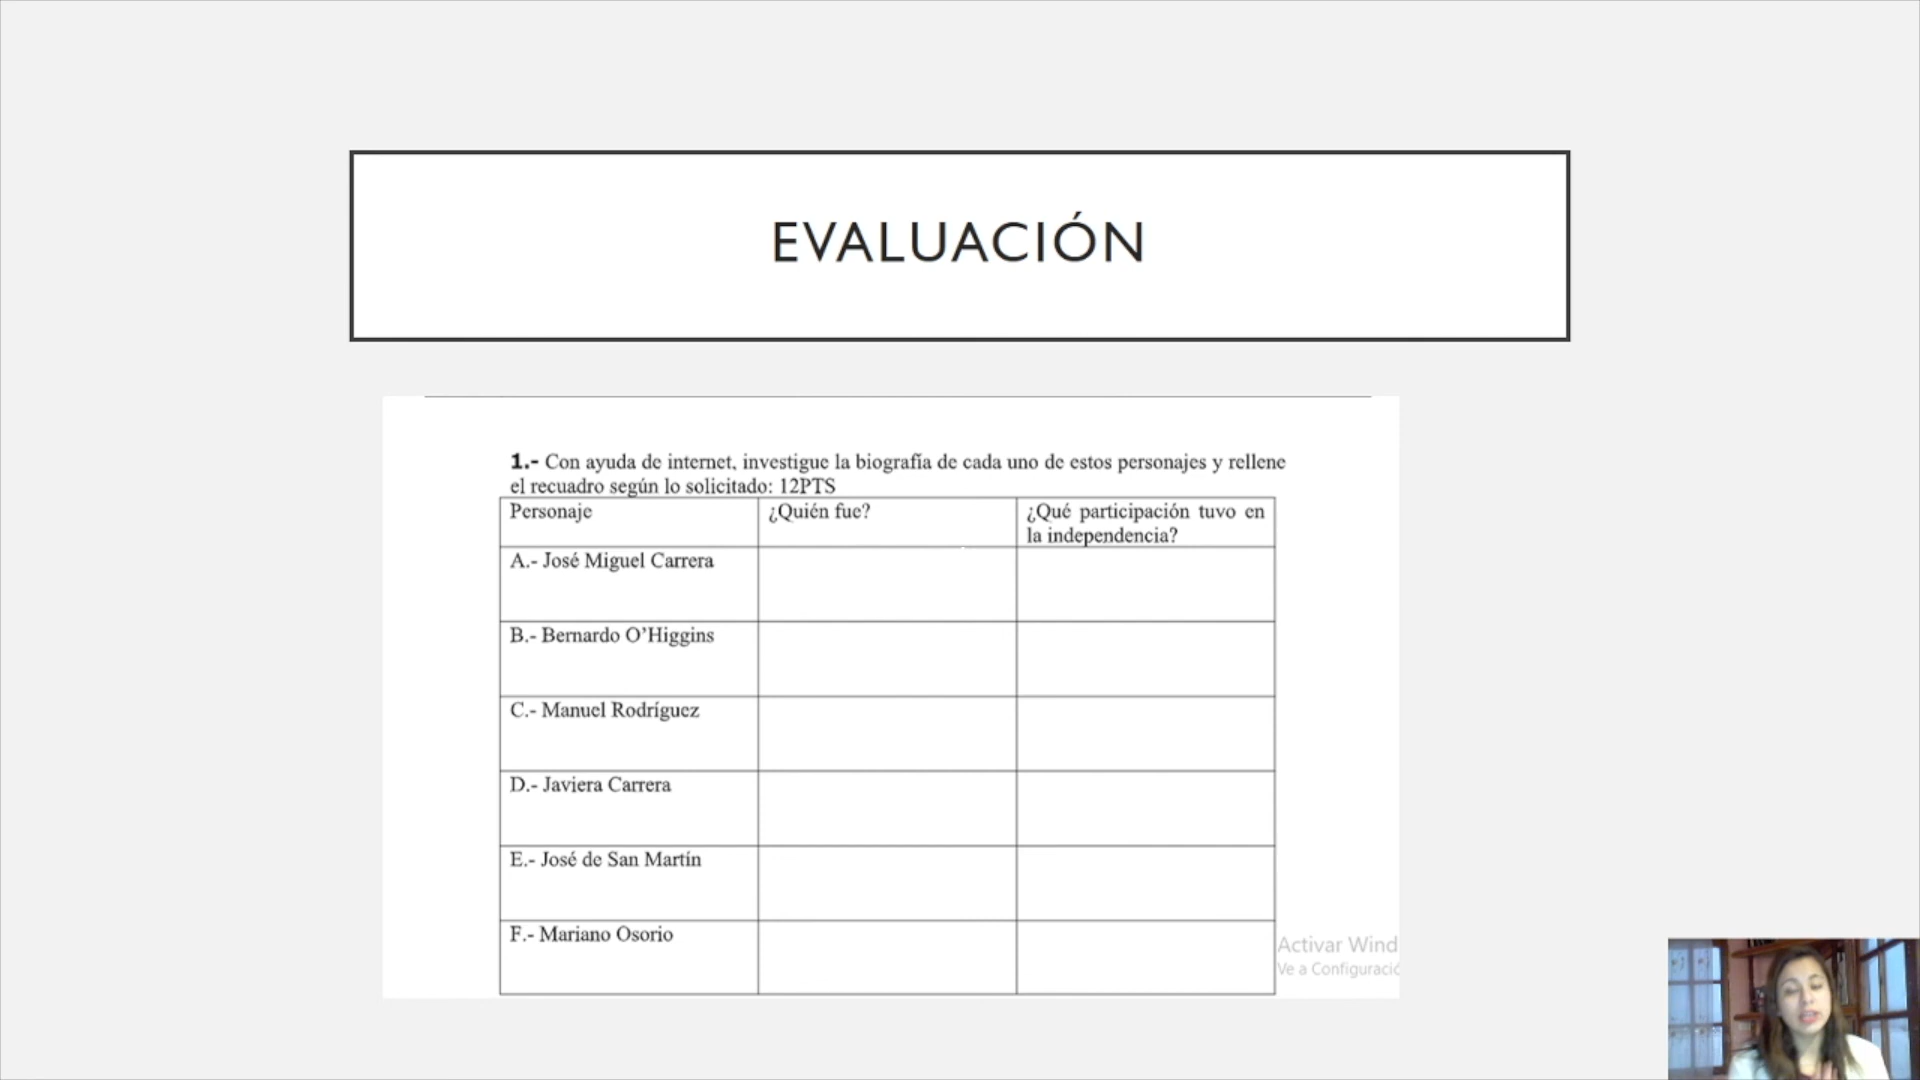 EVALUACIÓN
1.- Con ayuda de internet, investigue la biografía de cada uno de estos personajes y rellene
el recuadro según lo solicitado: 12PTS
Personaje
¿Quién fue?
¿Qué participación tuvo en
la independencia?
A.- José Miguel Carrera
B.- Bernardo O’Higgins
C.- Manuel Rodríguez
D.- Javiera Carrera
E.- José de San Martín
F.- Mariano Osorio
Activar Wind
Ve a Configuració